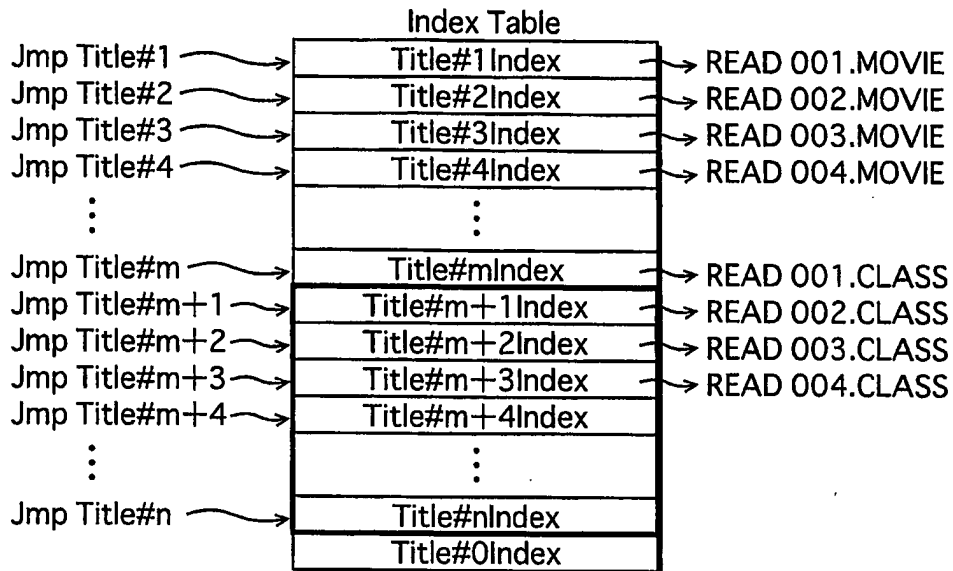 Index Table
Jmp Title#1 Title#1Index READ 001.MOVIE
Jmp Title#2 Title#2Index READ 002.MOVIE
Jmp Title#3 Title#3Index READ 003.MOVIE
Jmp Title#4 Title#4Index READ 004.MOVIE
Jmp Title#m Title#mIndex READ 001.CLASS
Jmp Title#m+1 Title#m+1Index READ 002.CLASS
Jmp Title#m+2 Title#m+2Index READ 003.CLASS
Jmp Title#m+3 Title#m+3Index READ 004.CLASS
Jmp Title#m+4 Title#m+4Index
Jmp Title#n Title#nIndex
Title#0Index